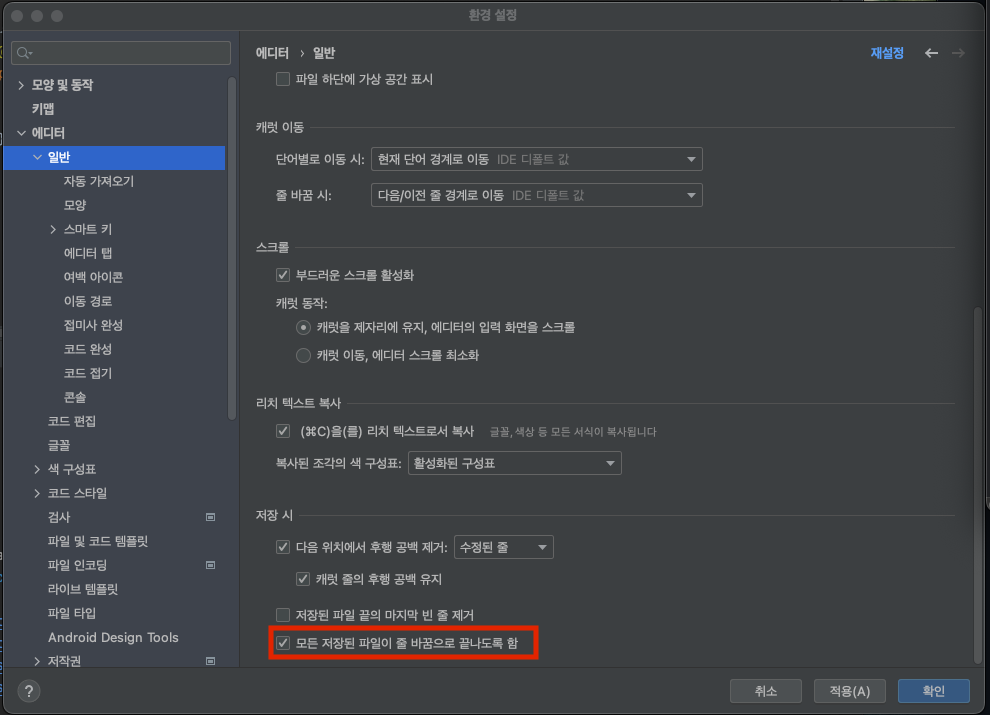 환경 설정
모양 및 동작
키맵
에디터
일반
자동 가져오기
모양
스마트 키
에디터 탭
여백 아이콘
이동 경로
접미사 완성
코드 완성
코드 접기
콘솔
코드 편집
글꼴
색 구성표
코드 스타일
검사
파일 및 코드 템플릿
파일 인코딩
라이브 템플릿
파일 타입
Android Design Tools
저작권
에디터 › 일반
재설정
파일 하단에 가상 공간 표시
캐럿 이동
단어별로 이동 시: 현재 단어 경계로 이동 IDE 디폴트 값
줄 바꿈 시: 다음/이전 줄 경계로 이동 IDE 디폴트 값
스크롤
부드러운 스크롤 활성화
캐럿 동작:
캐럿을 제자리에 유지, 에디터의 입력 화면을 스크롤
캐럿 이동, 에디터 스크롤 최소화
리치 텍스트 복사
(⌘C)을(를) 리치 텍스트로서 복사 글꼴, 색상 등 모든 서식이 복사됩니다
복사된 조각의 색 구성표: 활성화된 구성표
저장 시
다음 위치에서 후행 공백 제거: 수정된 줄
캐럿 줄의 후행 공백 유지
저장된 파일 끝의 마지막 빈 줄 제거
모든 저장된 파일이 줄 바꿈으로 끝나도록 함
?
취소
적용(A)
확인